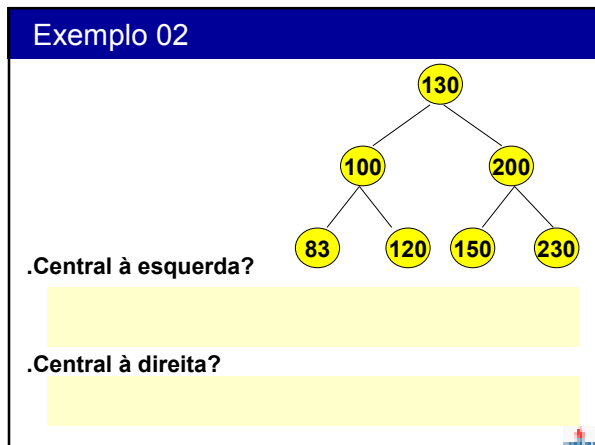 Exemplo 02
130
100 200
83 120 150 230
.Central à esquerda?
.Central à direita?